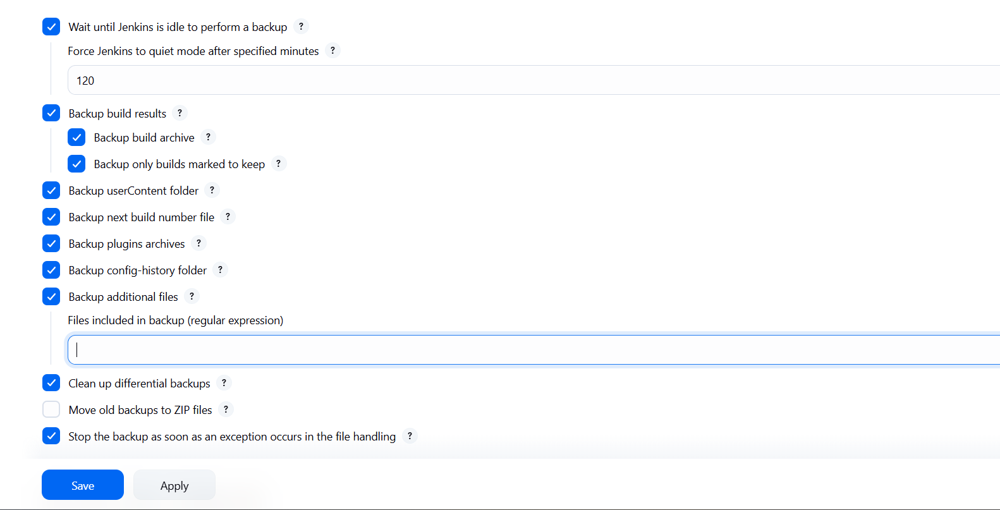 Wait until Jenkins is idle to perform a backup ?
Force Jenkins to quiet mode after specified minutes ?
120
Backup build results ?
Backup build archive ?
Backup only builds marked to keep ?
Backup userContent folder ?
Backup next build number file ?
Backup plugins archives ?
Backup config-history folder ?
Backup additional files ?
Files included in backup (regular expression)
Clean up differential backups ?
Move old backups to ZIP files ?
Stop the backup as soon as an exception occurs in the file handling ?
Save Apply